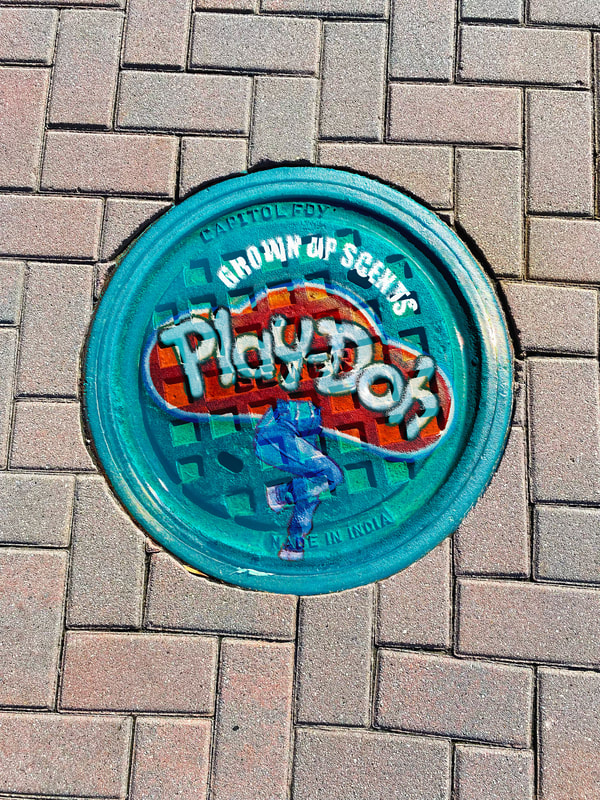 CAPITOL FDY
GROWN UP SCENTS
Play-Doh
MADE IN INDIA